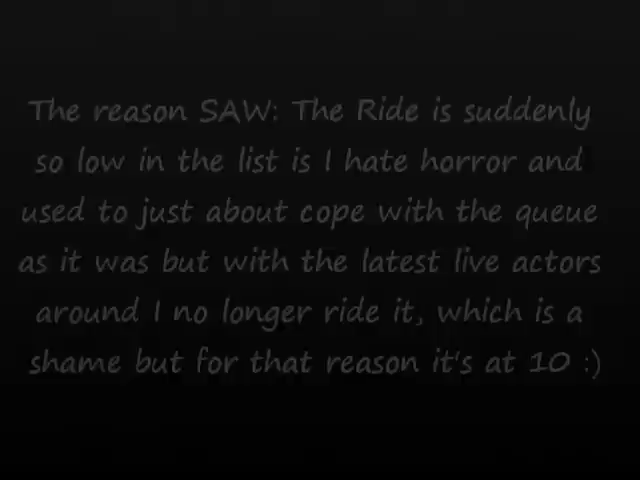 The reason SAW: The Ride is suddenly
so low in the list is I hate horror and
used to just about cope with the queue
as it was but with the latest live actors
around I no longer ride it, which is a
shame but for that reason it's at 10 :)